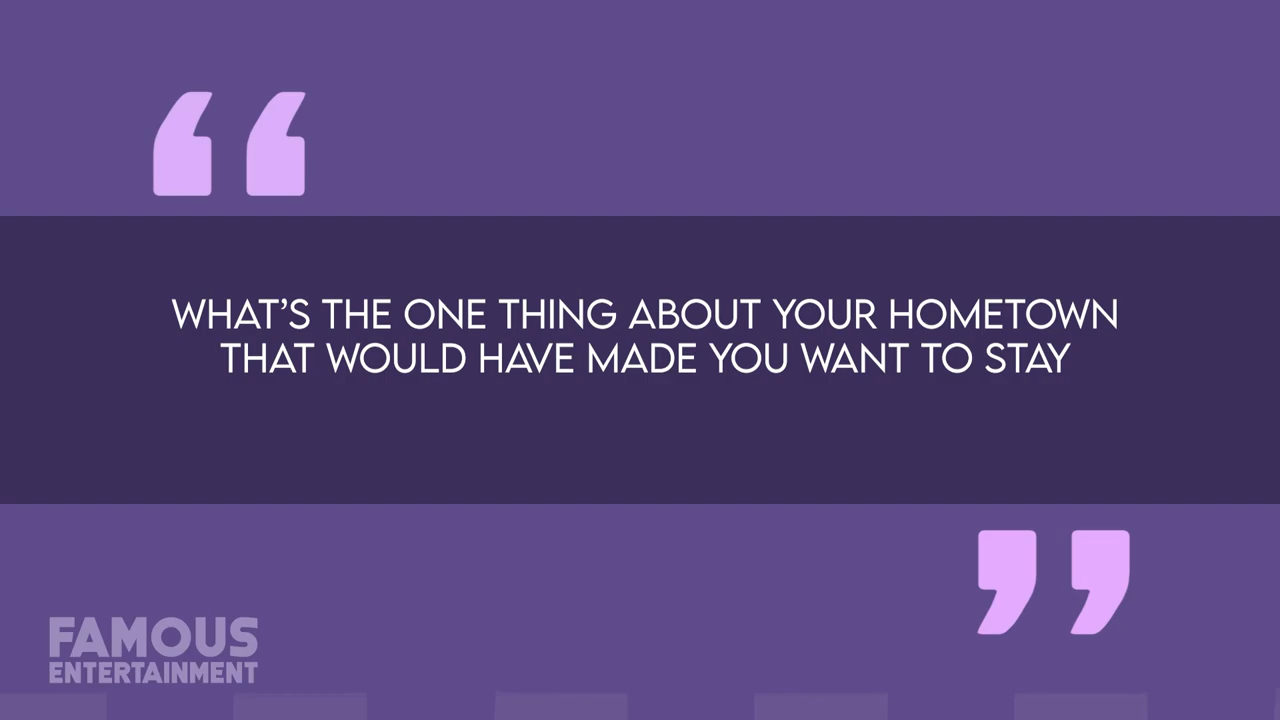 WHAT’S THE ONE THING ABOUT YOUR HOMETOWN
THAT WOULD HAVE MADE YOU WANT TO STAY
FAMOUS
ENTERTAINMENT